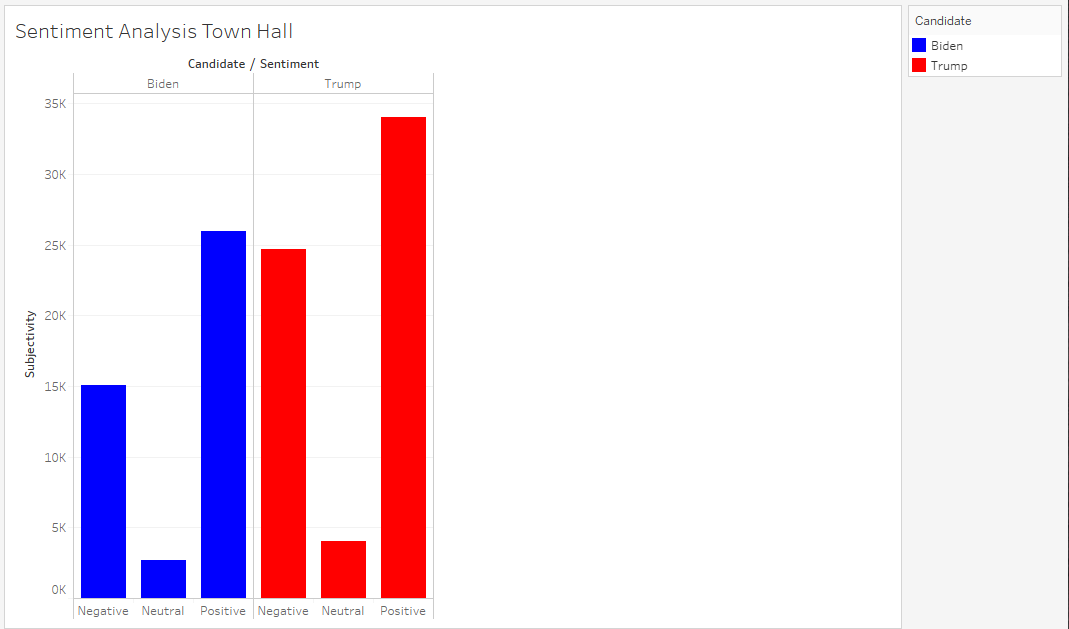 Sentiment Analysis Town Hall
Candidate / Sentiment
Biden Trump
35K
30K
25K
20K
15K
10K
5K
0K
Subjectivity
Negative Neutral Positive Negative Neutral Positive
Candidate
Biden
Trump